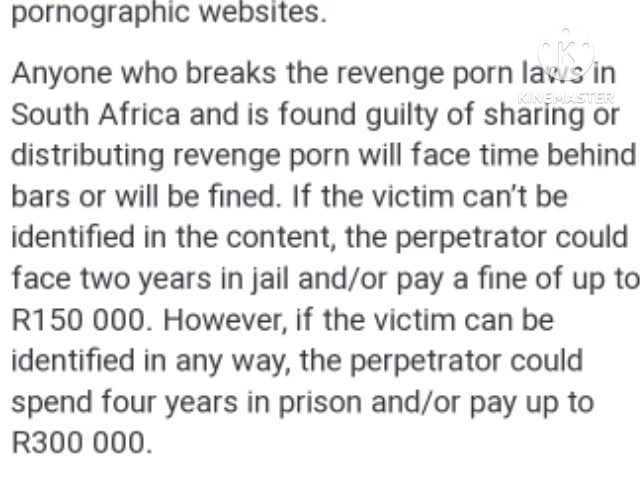 pornographic websites.
Anyone who breaks the revenge porn laws in
KINEMASTER
South Africa and is found guilty of sharing or
distributing revenge porn will face time behind
bars or will be fined. If the victim can’t be
identified in the content, the perpetrator could
face two years in jail and/or pay a fine of up to
R150 000. However, if the victim can be
identified in any way, the perpetrator could
spend four years in prison and/or pay up to
R300 000.